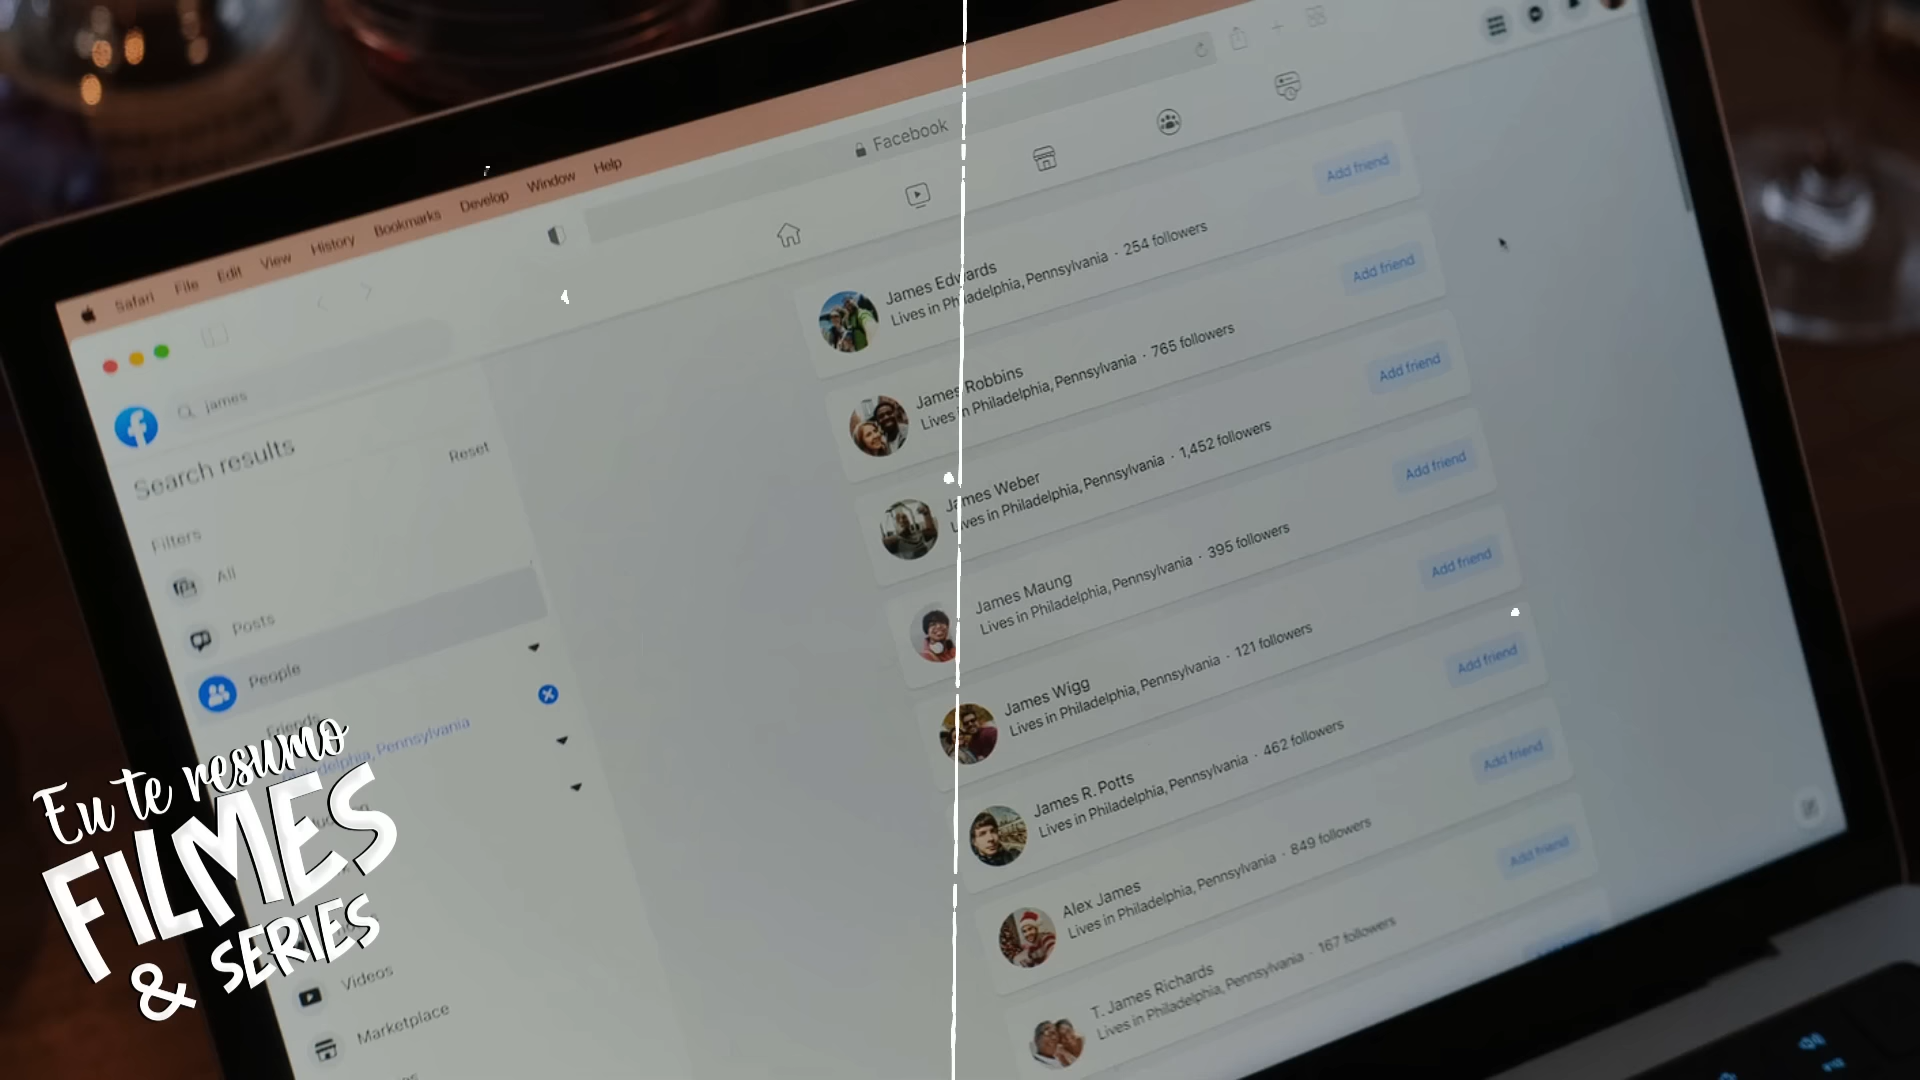 Safari File Edit View History Bookmarks Develop Window Help
Facebook
james
Search results
Reset
Filters
All
Posts
People
Friends
Philadelphia, Pennsylvania
Videos
Marketplace
Add friend
James Edwards
Lives in Philadelphia, Pennsylvania · 254 followers
Add friend
James Robbins
Lives in Philadelphia, Pennsylvania · 765 followers
Add friend
James Weber
Lives in Philadelphia, Pennsylvania · 1,452 followers
Add friend
James Maung
Lives in Philadelphia, Pennsylvania · 395 followers
Add friend
James Wigg
Lives in Philadelphia, Pennsylvania · 121 followers
Add friend
James R. Potts
Lives in Philadelphia, Pennsylvania · 462 followers
Add friend
Alex James
Lives in Philadelphia, Pennsylvania · 849 followers
Add friend
T. James Richards
Lives in Philadelphia, Pennsylvania · 167 followers
Eu te resumo
FILMES
& SERIES